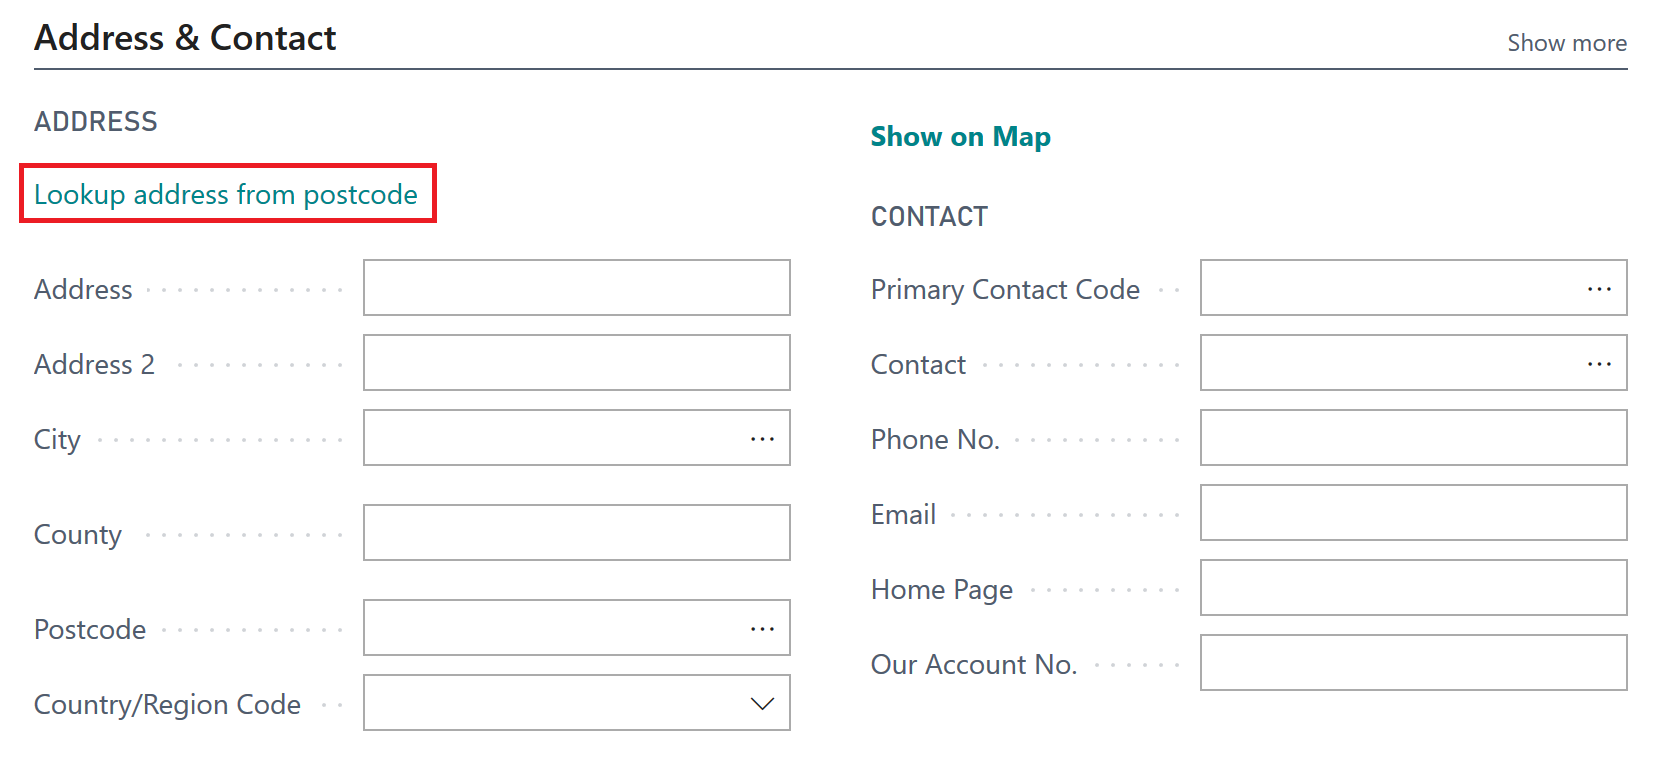 Address & Contact
Show more
ADDRESS
Lookup address from postcode
Address
Address 2
City
County
Postcode
Country/Region Code
Show on Map
CONTACT
Primary Contact Code
Contact
Phone No.
Email
Home Page
Our Account No.